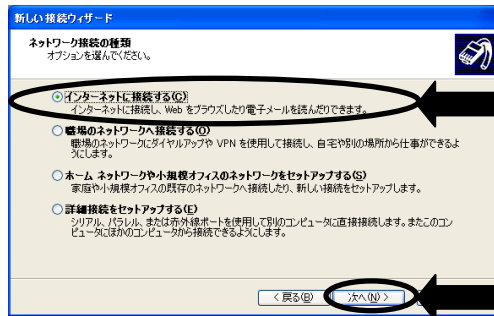 新しい接続ウィザード
ネットワーク接続の種類
オプションを選んでください。
インターネットに接続する(C)
インターネットに接続し、Web をブラウズしたり電子メールを読んだりできます。
職場のネットワークへ接続する(O)
職場のネットワークにダイヤルアップや VPN を使用して接続し、自宅や別の場所から仕事ができるよ
うにします。
ホーム ネットワークや小規模オフィスのネットワークをセットアップする(S)
家庭や小規模オフィスの既存のネットワークへ接続したり、新しい接続をセットアップします。
詳細接続をセットアップする(E)
シリアル、パラレル、または赤外線ポートを使用して別のコンピュータに直接接続します。またこのコン
ピュータにほかのコンピュータから接続できるようにします。
< 戻る(B)
次へ(N) >